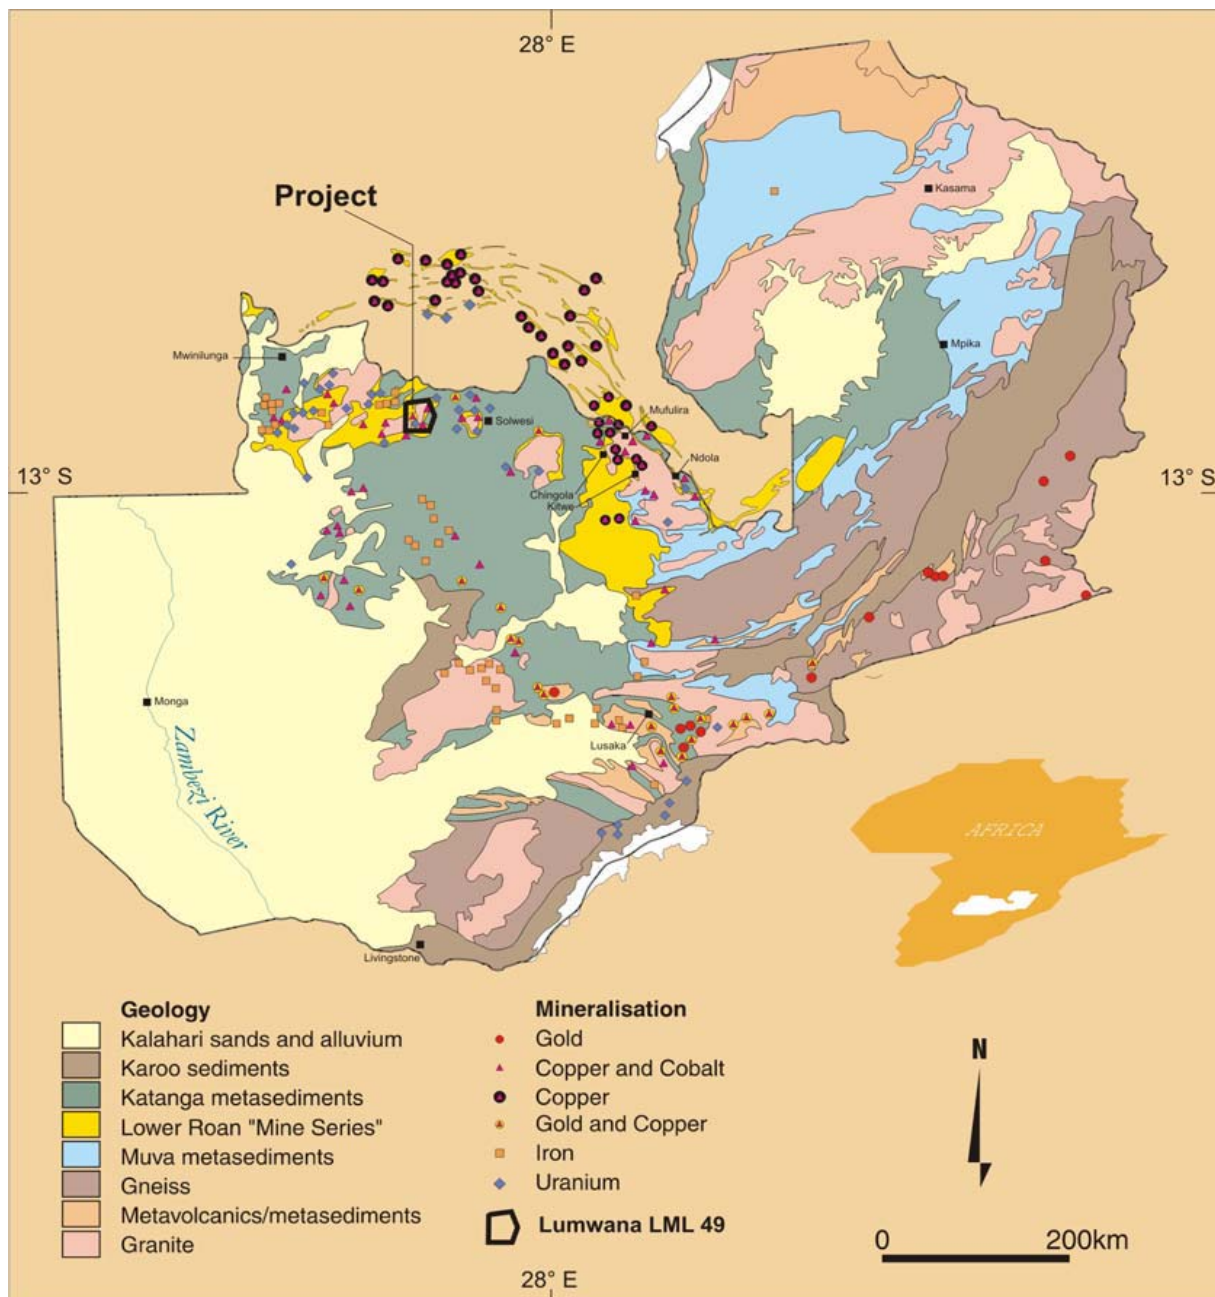 28° E
Project
Kasama
Mwinilunga
Mpika
Solwesi
Mufulira
Ndola
13° S
13° S
Chingola
Kitwe
Monga
Zambezi River
Lusaka
AFRICA
Livingstone
Geology
Kalahari sands and alluvium
Karoo sediments
Katanga metasediments
Lower Roan "Mine Series"
Muva metasediments
Gneiss
Metavolcanics/metasediments
Granite
Mineralisation
Gold
Copper and Cobalt
Copper
Gold and Copper
Iron
Uranium
Lumwana LML 49
N
0 200km
28° E